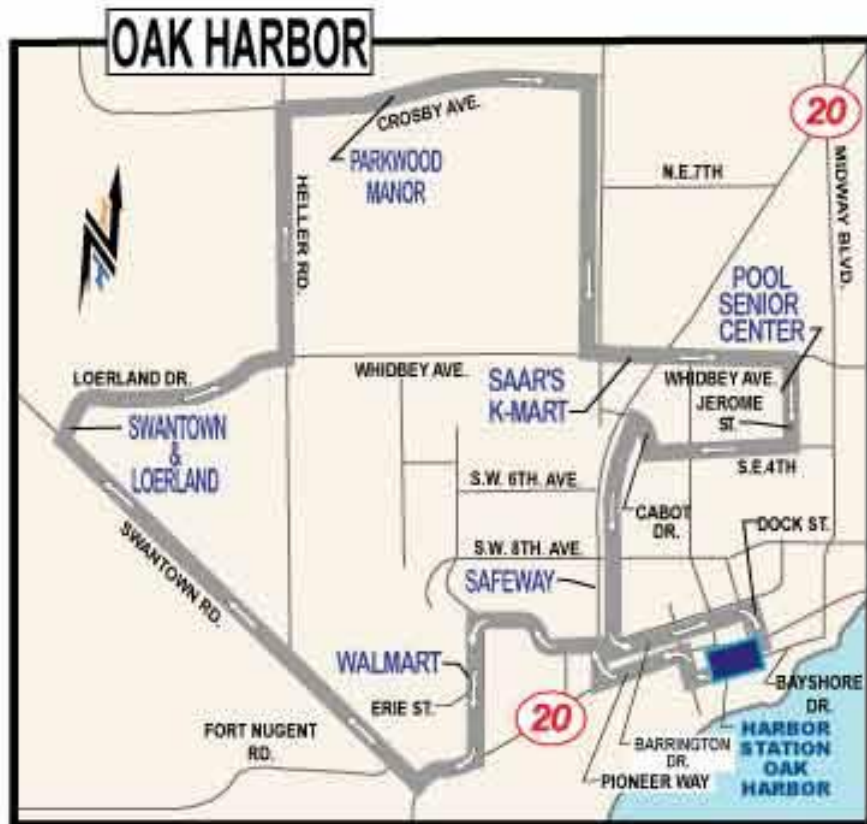 OAK HARBOR
20
CROSBY AVE.
PARKWOOD
MANOR
N.E.7TH
MIDWAY BLVD.
HELLER RD.
POOL
SENIOR
CENTER
LOERLAND DR.
WHIDBEY AVE.
SAAR'S
K-MART
WHIDBEY AVE.
JEROME
ST.
SWANTOWN
&
LOERLAND
S.E.4TH
S.W. 6TH. AVE.
CABOT
DR.
DOCK ST.
SWANTOWN RD.
S.W. 8TH. AVE.
SAFEWAY
WALMART
ERIE ST.
BAYSHORE
DR.
FORT NUGENT
RD.
20
BARRINGTON
DR.
PIONEER WAY
HARBOR
STATION
OAK
HARBOR